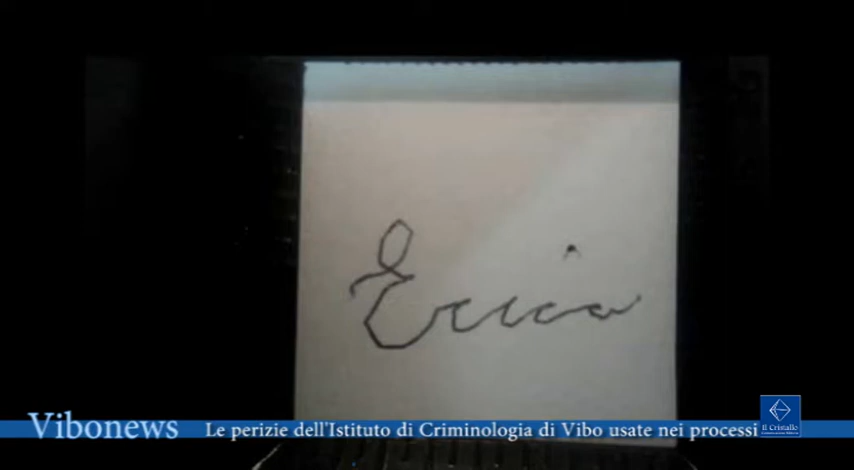 Erica
Vibonews
Le perizie dell'Istituto di Criminologia di Vibo usate nei processi
Il Cristallo